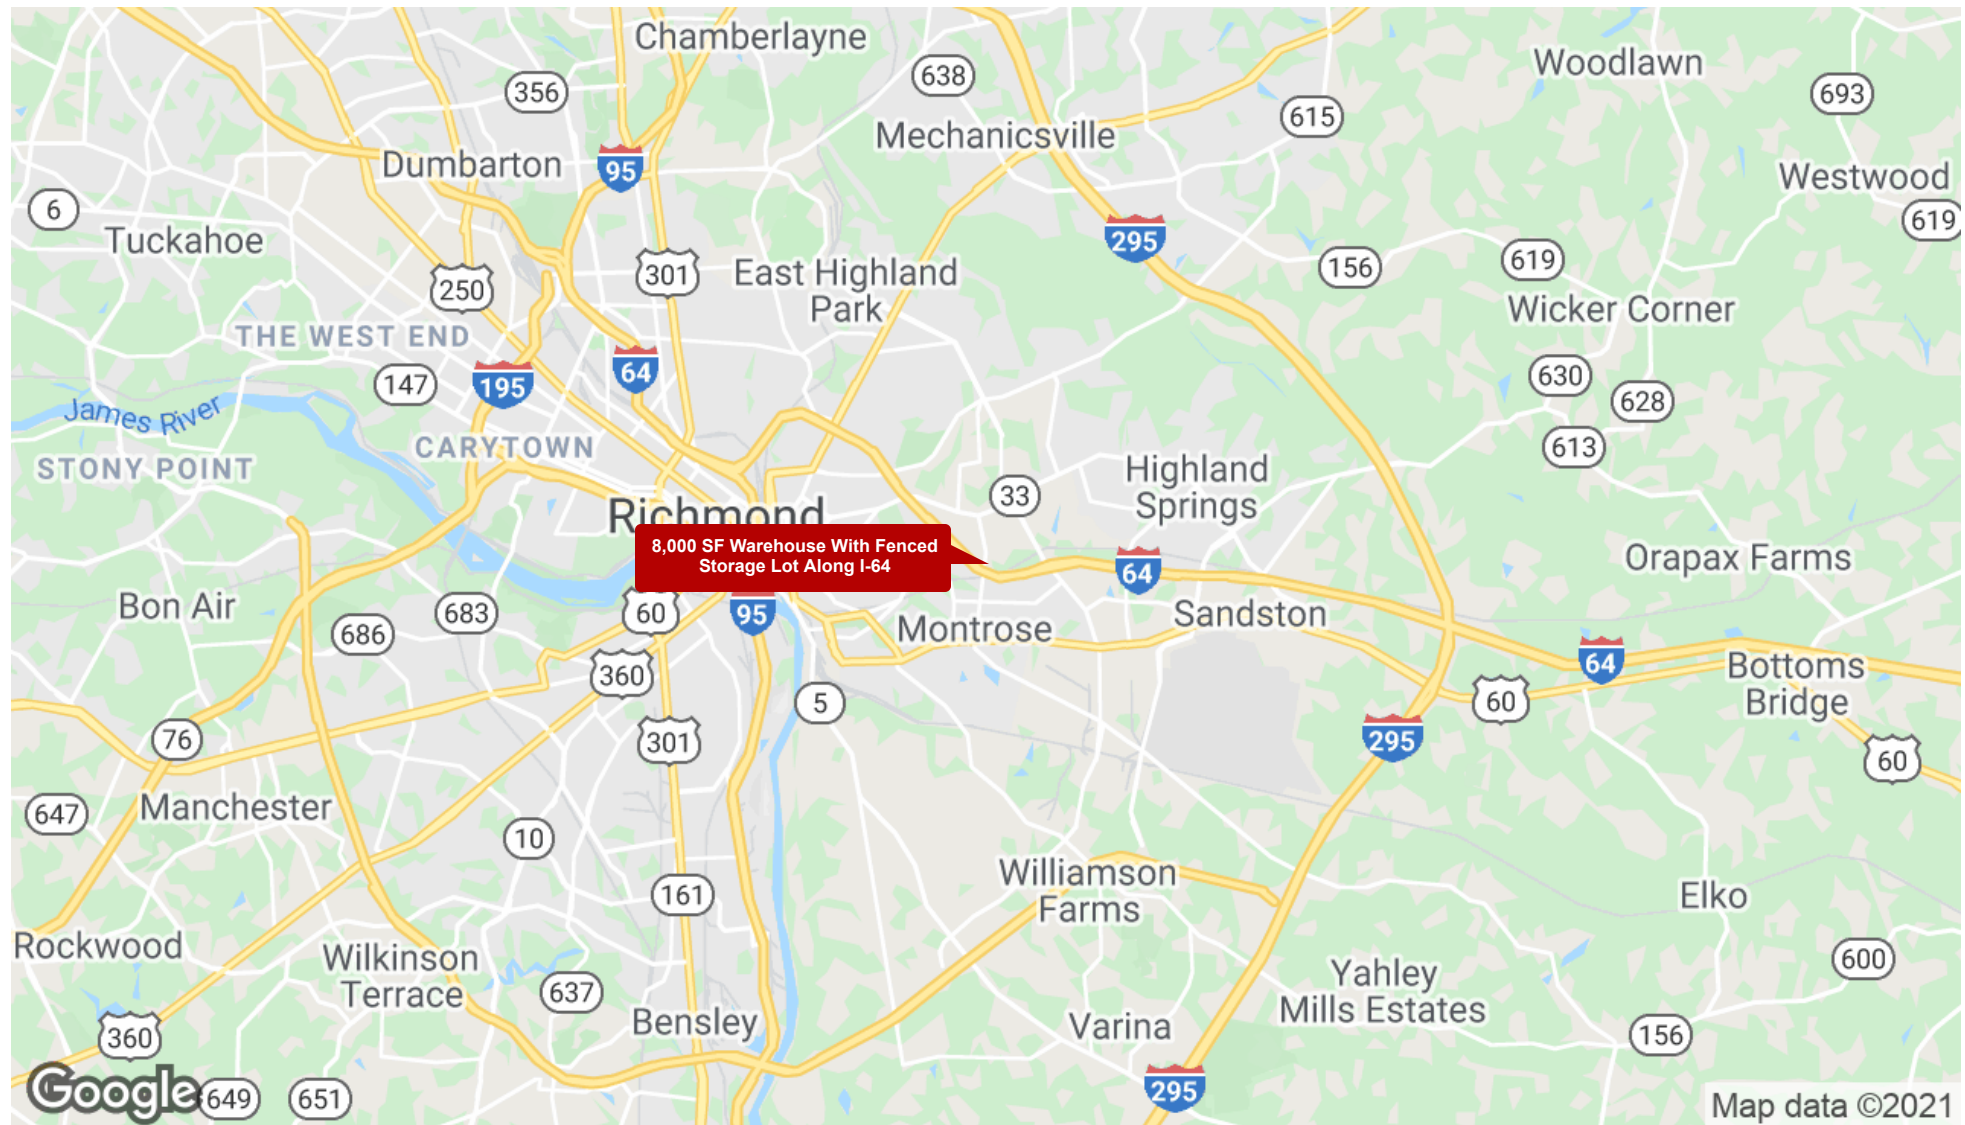 Chamberlayne
Woodlawn
638
356
693
615
Mechanicsville
Dumbarton
95
Westwood
6
619
Tuckahoe
295
619
156
301
East Highland
Park
250
Wicker Corner
THE WEST END
64
195
147
630
628
James River
CARYTOWN
613
STONY POINT
Highland
Springs
33
Richmond
8,000 SF Warehouse With Fenced
Storage Lot Along I-64
64
Orapax Farms
Bon Air
683
60
95
Sandston
686
Montrose
64
360
Bottoms
Bridge
60
5
76
301
295
60
Manchester
647
10
Williamson
Farms
161
Elko
Rockwood
Wilkinson
Terrace
600
Yahley
Mills Estates
637
Bensley
Varina
156
360
295
Google
649
651
Map data ©2021